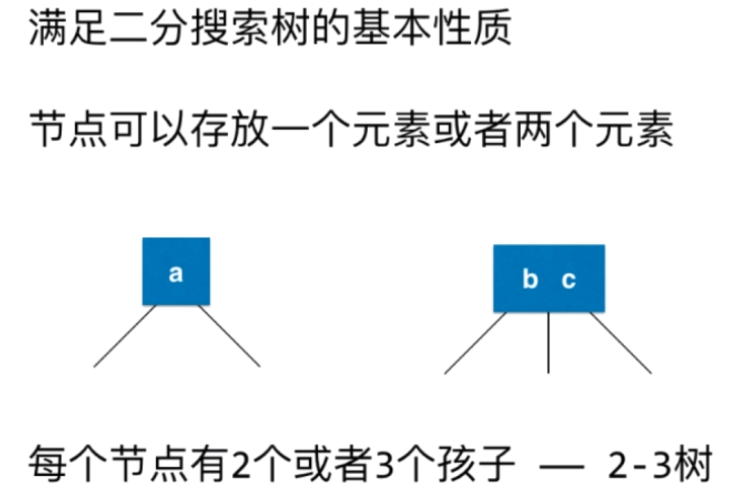 满足二分搜索树的基本性质
节点可以存放一个元素或者两个元素
a
b c
每个节点有2个或者3个孩子 — 2-3树